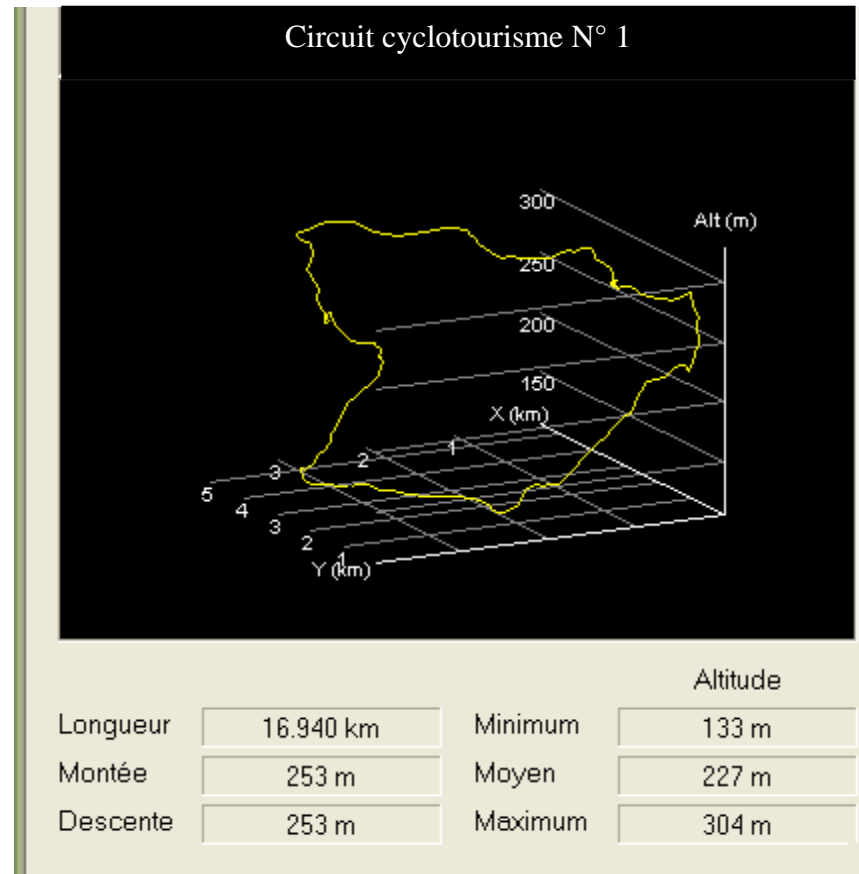 Circuit cyclotourisme N° 1
300
Alt (m)
250
200
150
X (km)
1
2
3
5
4
3
2
1
Y (km)
Altitude
Longueur 16.940 km Minimum 133 m
Montée 253 m Moyen 227 m
Descente 253 m Maximum 304 m